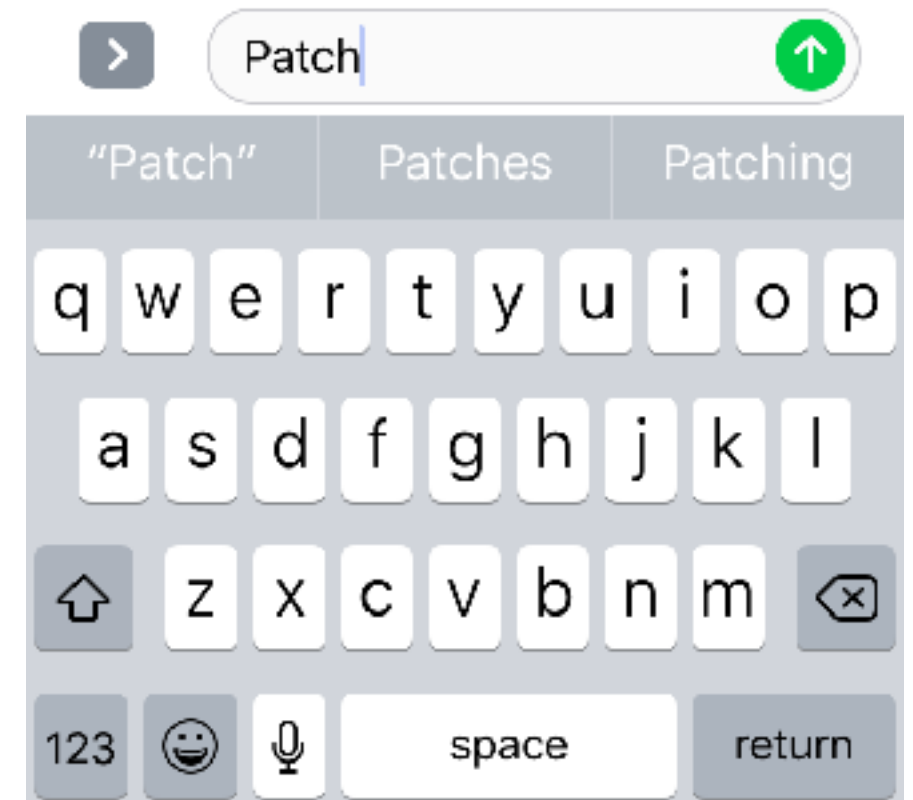 Patch
"Patch" Patches Patching
q w e r t y u i o p
a s d f g h j k l
z x c v b n m
123 space return